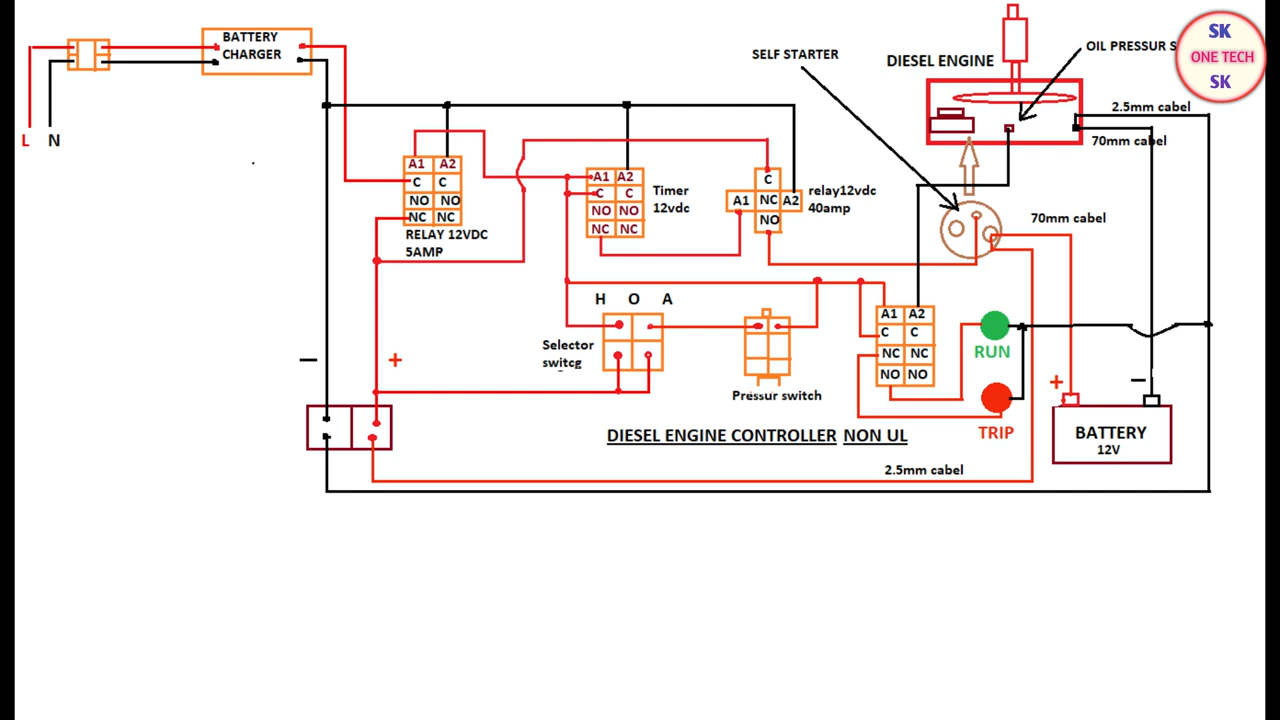 BATTERY
CHARGER
L
N
SELF STARTER
DIESEL ENGINE
OIL PRESSUR S
SK
ONE TECH
SK
2.5mm cabel
70mm cabel
A1 A2
C C
NO NO
NC NC
RELAY 12VDC
5AMP
A1 A2
C C
NO NO
NC NC
Timer
12vdc
C
A1 NC A2
NO
relay12vdc
40amp
70mm cabel
H O A
Selector
switcg
Pressur switch
A1 A2
C C
NC NC
NO NO
RUN
TRIP
−
+
+
−
BATTERY
12V
DIESEL ENGINE CONTROLLER NON UL
2.5mm cabel